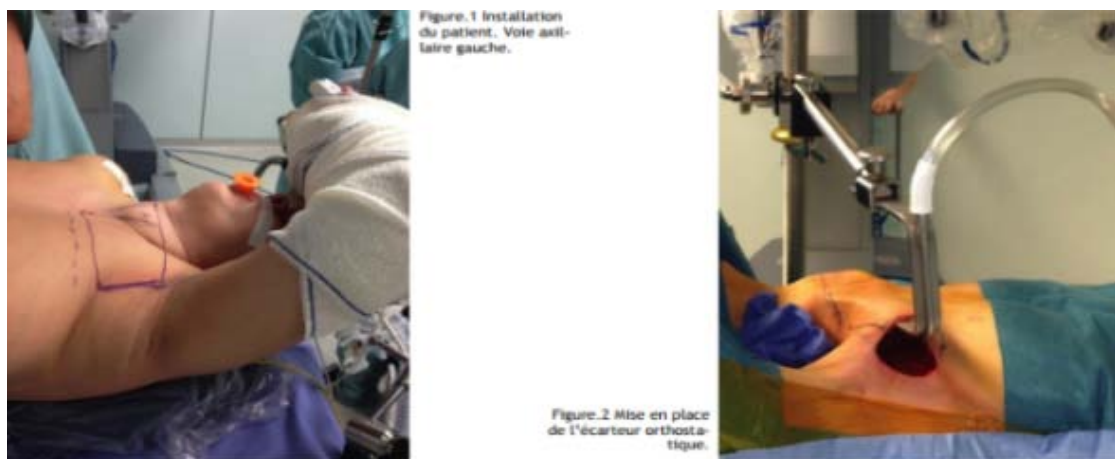 Figure.1 Installation
du patient. Voie axil-
laire gauche.
Figure.2 Mise en place
de l'écarteur orthosta-
tique.